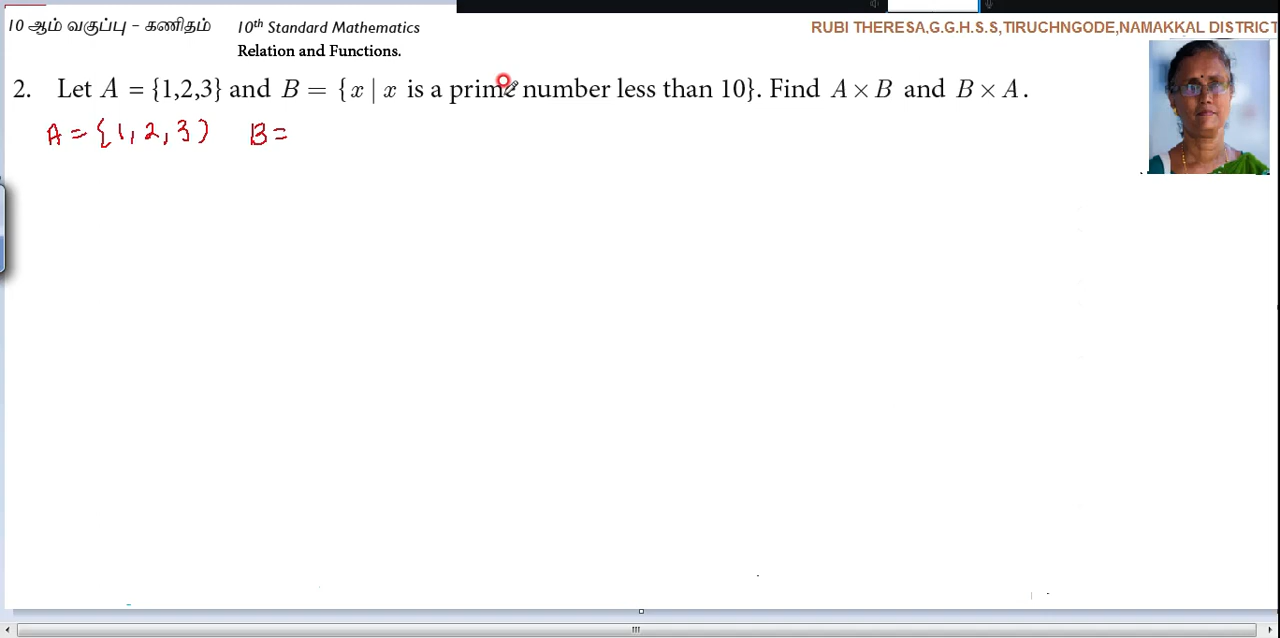 10 ஆம் வகுப்பு – கணிதம் 10th Standard Mathematics RUBI THERESA,G.G.H.S.S,TIRUCHNGODE,NAMAKKAL DISTRICT
Relation and Functions.
2. Let A = {1,2,3} and B = {x | x is a prime number less than 10}. Find A × B and B × A.
A = {1, 2, 3} B =